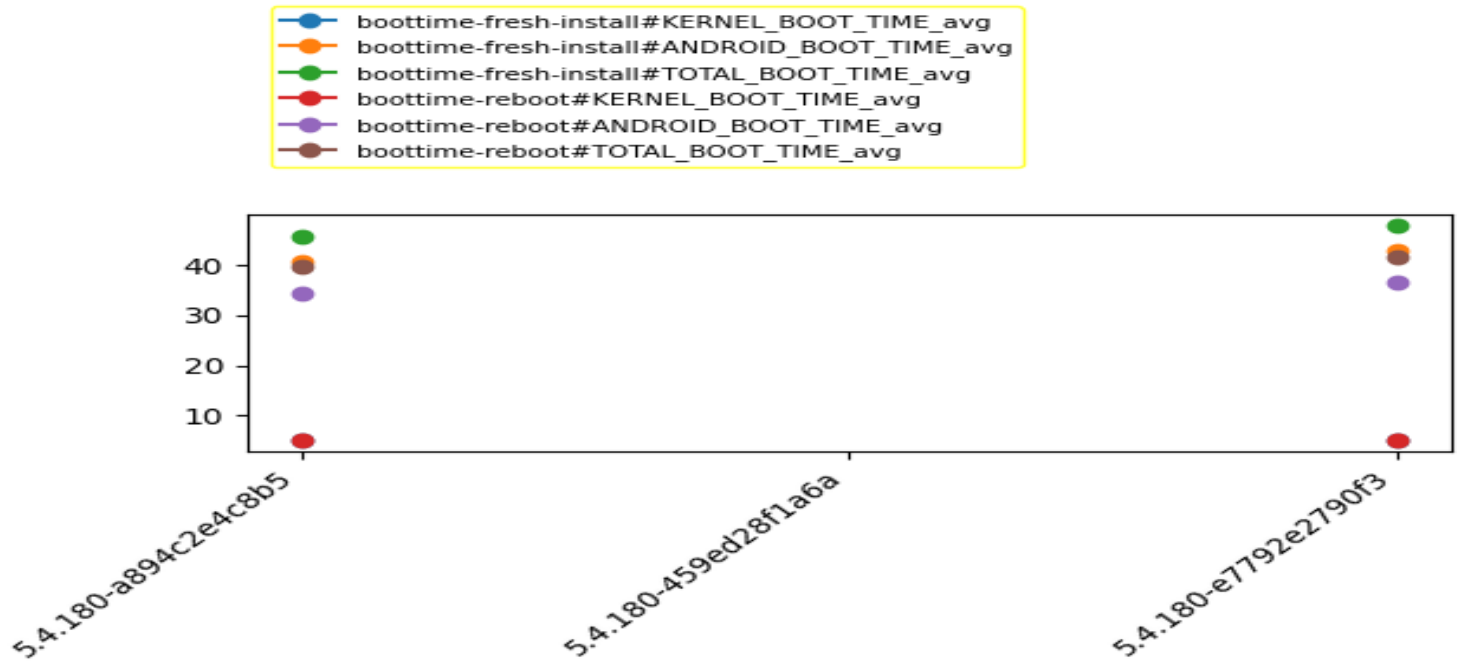 boottime-fresh-install#KERNEL_BOOT_TIME_avg
boottime-fresh-install#ANDROID_BOOT_TIME_avg
boottime-fresh-install#TOTAL_BOOT_TIME_avg
boottime-reboot#KERNEL_BOOT_TIME_avg
boottime-reboot#ANDROID_BOOT_TIME_avg
boottime-reboot#TOTAL_BOOT_TIME_avg
40
30
20
10
5.4.180-a894c2e4c8b5
5.4.180-459ed28f1a6a
5.4.180-e7792e2790f3